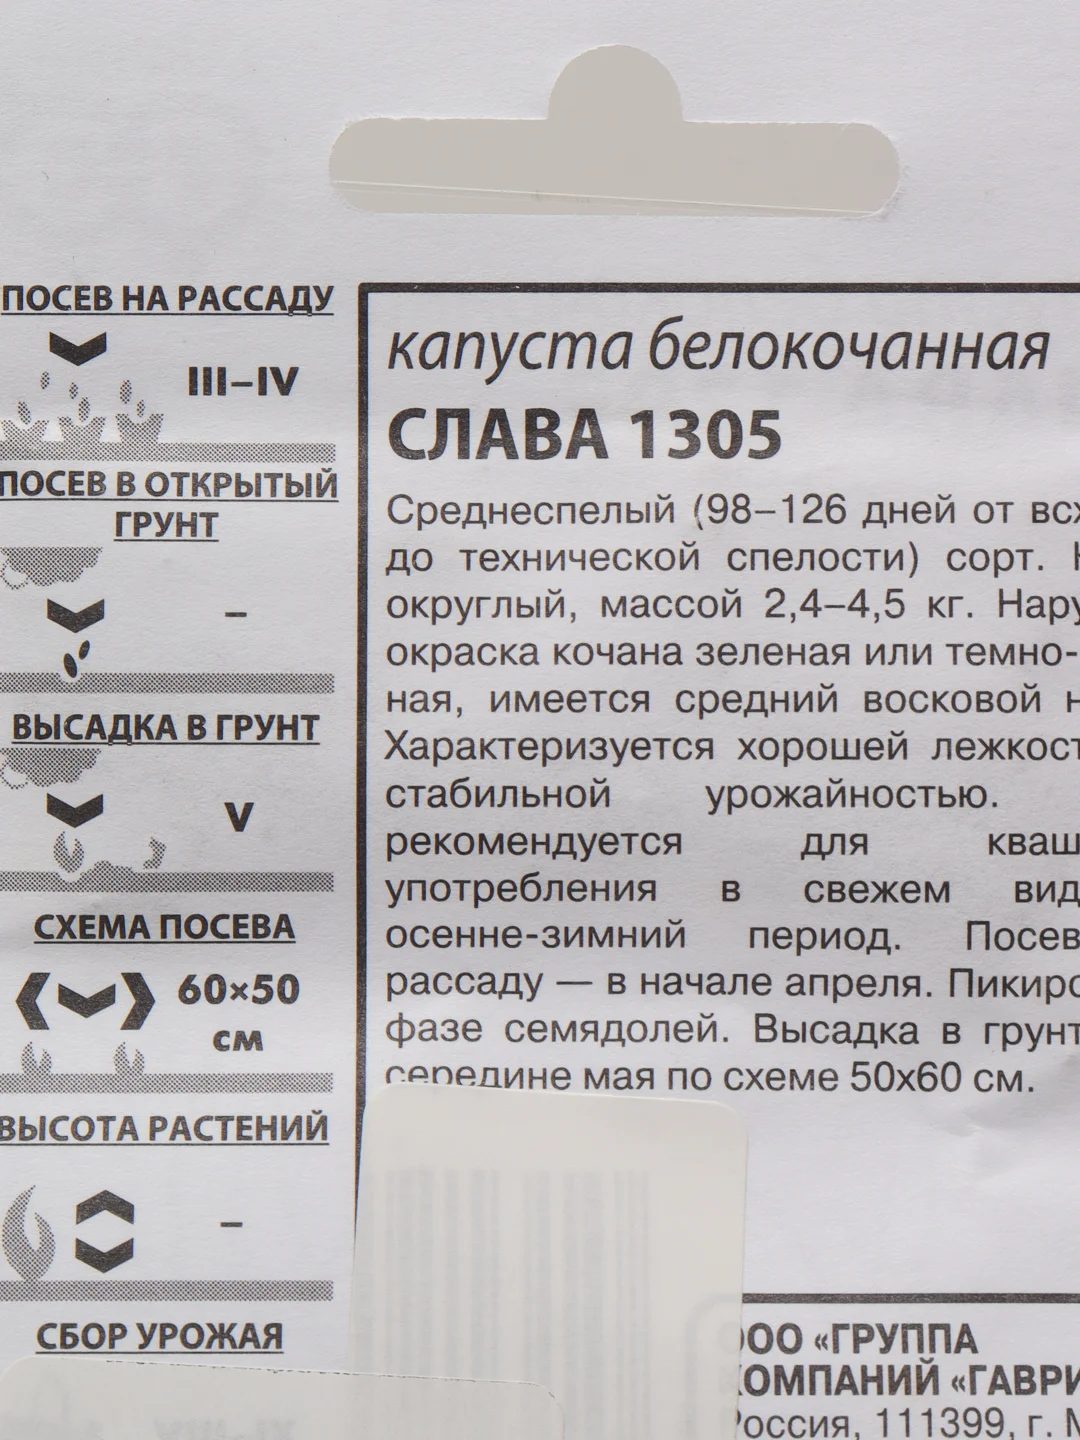 ПОСЕВ НА РАССАДУ
III–IV
ПОСЕВ В ОТКРЫТЫЙ
ГРУНТ
–
ВЫСАДКА В ГРУНТ
V
СХЕМА ПОСЕВА
60×50
см
ВЫСОТА РАСТЕНИЙ
–
СБОР УРОЖАЯ
капуста белокочанная
СЛАВА 1305
Среднеспелый (98–126 дней от всх
до технической спелости) сорт.
округлый, массой 2,4–4,5 кг. Нару
окраска кочана зеленая или темно-
ная, имеется средний восковой н
Характеризуется хорошей лежкост
стабильной урожайностью.
рекомендуется для кваш
употребления в свежем вид
осенне-зимний период. Посев
рассаду — в начале апреля. Пикиро
фазе семядолей. Высадка в грунт
середине мая по схеме 50х60 см.
ООО «ГРУППА
КОМПАНИЙ «ГАВРИ
Россия, 111399, г. М